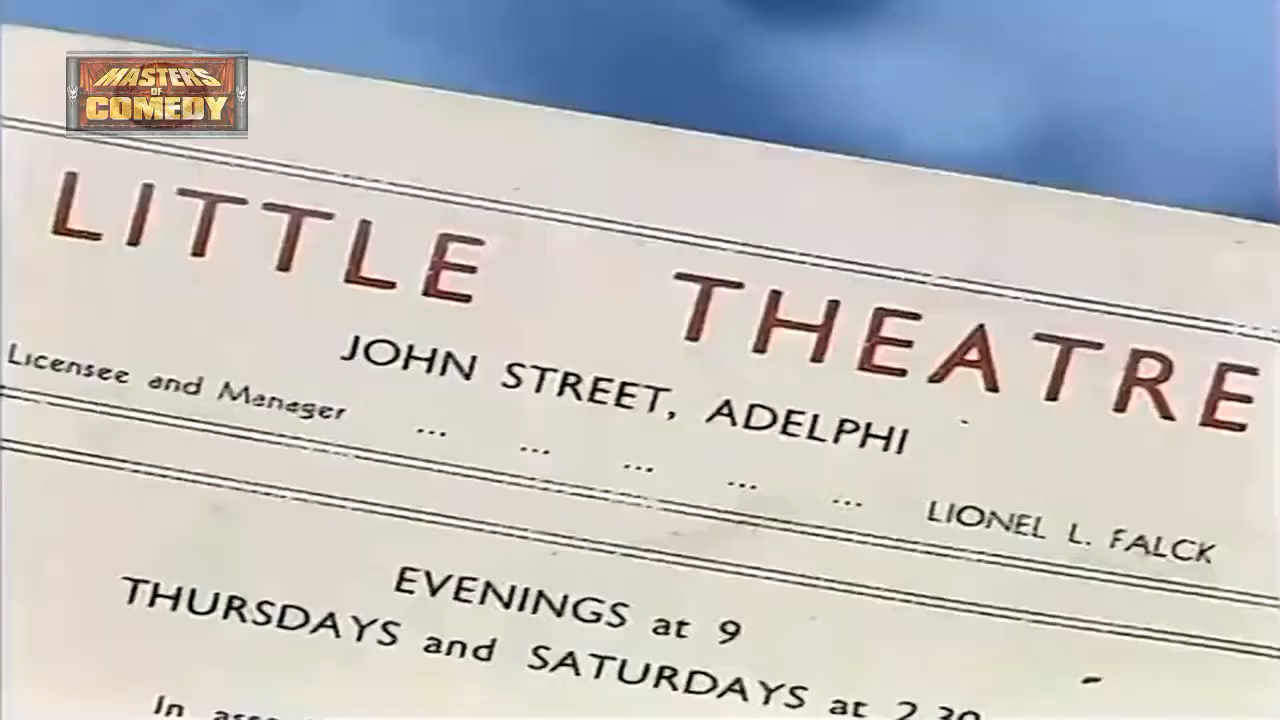 MASTERS
OF
COMEDY
LITTLE THEATRE
JOHN STREET, ADELPHI
Licensee and Manager ... ... ... ... ... LIONEL L. FALCK
EVENINGS at 9
THURSDAYS and SATURDAYS at 2.30
In